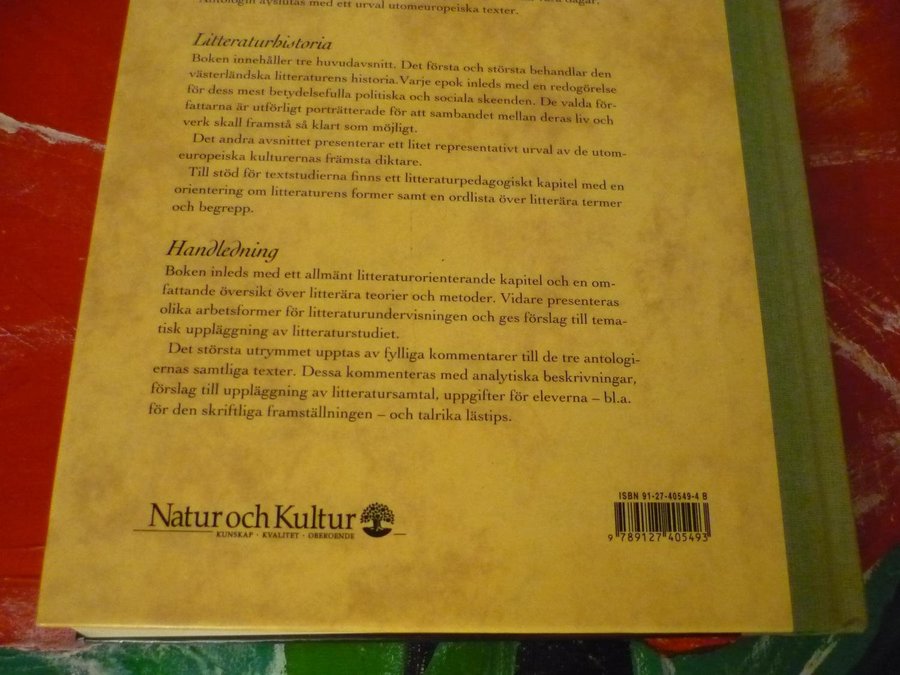 Antologin avslutas med ett urval utomeuropeiska texter.
Litteraturhistoria
Boken innehåller tre huvudavsnitt. Det första och största behandlar den
västerländska litteraturens historia. Varje epok inleds med en redogörelse
för dess mest betydelsefulla politiska och sociala skeenden. De valda för-
fattarna är utförligt porträtterade för att sambandet mellan deras liv och
verk skall framstå så klart som möjligt.
Det andra avsnittet presenterar ett litet representativt urval av de utom-
europeiska kulturernas främsta diktare.
Till stöd för textstudierna finns ett litteraturpedagogiskt kapitel med en
orientering om litteraturens former samt en ordlista över litterära termer
och begrepp.
Handledning
Boken inleds med ett allmänt litteraturorienterande kapitel och en om-
fattande översikt över litterära teorier och metoder. Vidare presenteras
olika arbetsformer för litteraturundervisningen och ges förslag till tema-
tisk uppläggning av litteraturstudiet.
Det största utrymmet upptas av fylliga kommentarer till de tre antologi-
ernas samtliga texter. Dessa kommenteras med analytiska beskrivningar,
förslag till uppläggning av litteratursamtal, uppgifter för eleverna – bl.a.
för den skriftliga framställningen – och talrika lästips.
Natur och Kultur
KUNSKAP · KVALITET · OBEROENDE
ISBN 91-27-40549-4 B
9 789127 405493